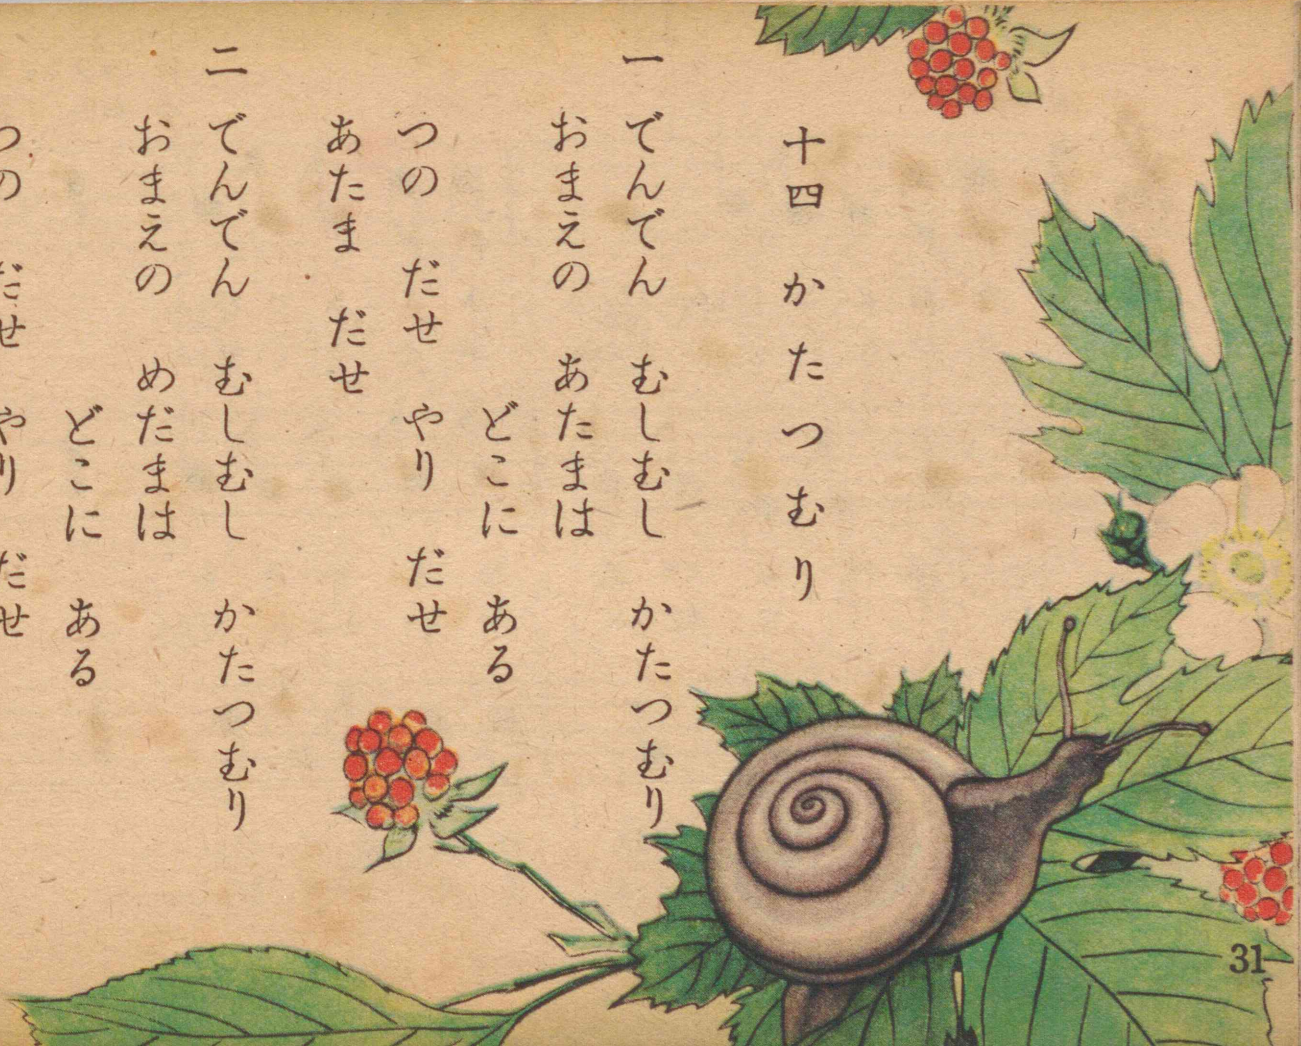 十四 かたつむり
一 でんでん むしむし かたつむり
おまえの あたまは
どこに ある
つの だせ やり だせ
あたま だせ
二 でんでん むしむし かたつむり
おまえの めだまは
どこに ある
つの だせ やり だせ
31